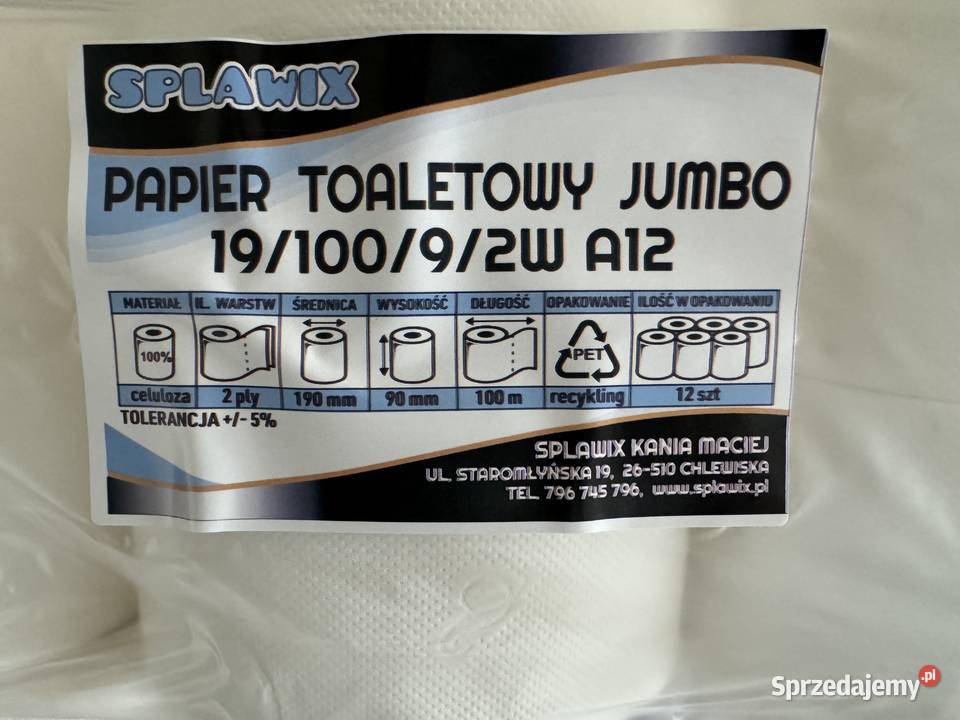 SPLAWIX
PAPIER TOALETOWY JUMBO
19/100/9/2W A12
MATERIAŁ IL. WARSTW ŚREDNICA WYSOKOŚĆ DŁUGOŚĆ OPAKOWANIE ILOŚĆ W OPAKOWANIU
100% PET
celuloza 2 ply 190 mm 90 mm 100 m recykling 12 szt
TOLERANCJA +/- 5%
SPLAWIX KANIA MACIEJ
UL. STAROMŁYŃSKA 19, 26-510 CHLEWISKA
TEL. 796 745 796, www.splawix.pl
Sprzedajemy.pl